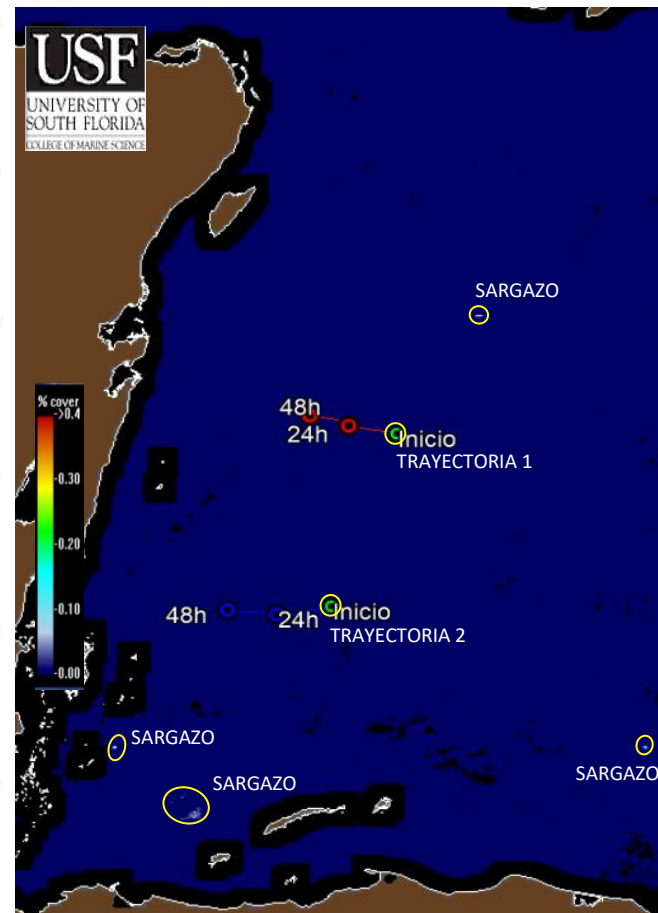 USF
UNIVERSITY OF
SOUTH FLORIDA
COLLEGE OF MARINE SCIENCE
SARGAZO
% cover
->0.4
-0.30
-0.20
-0.10
-0.00
48h
24h
Inicio
TRAYECTORIA 1
48h
24h
Inicio
TRAYECTORIA 2
SARGAZO
SARGAZO
SARGAZO